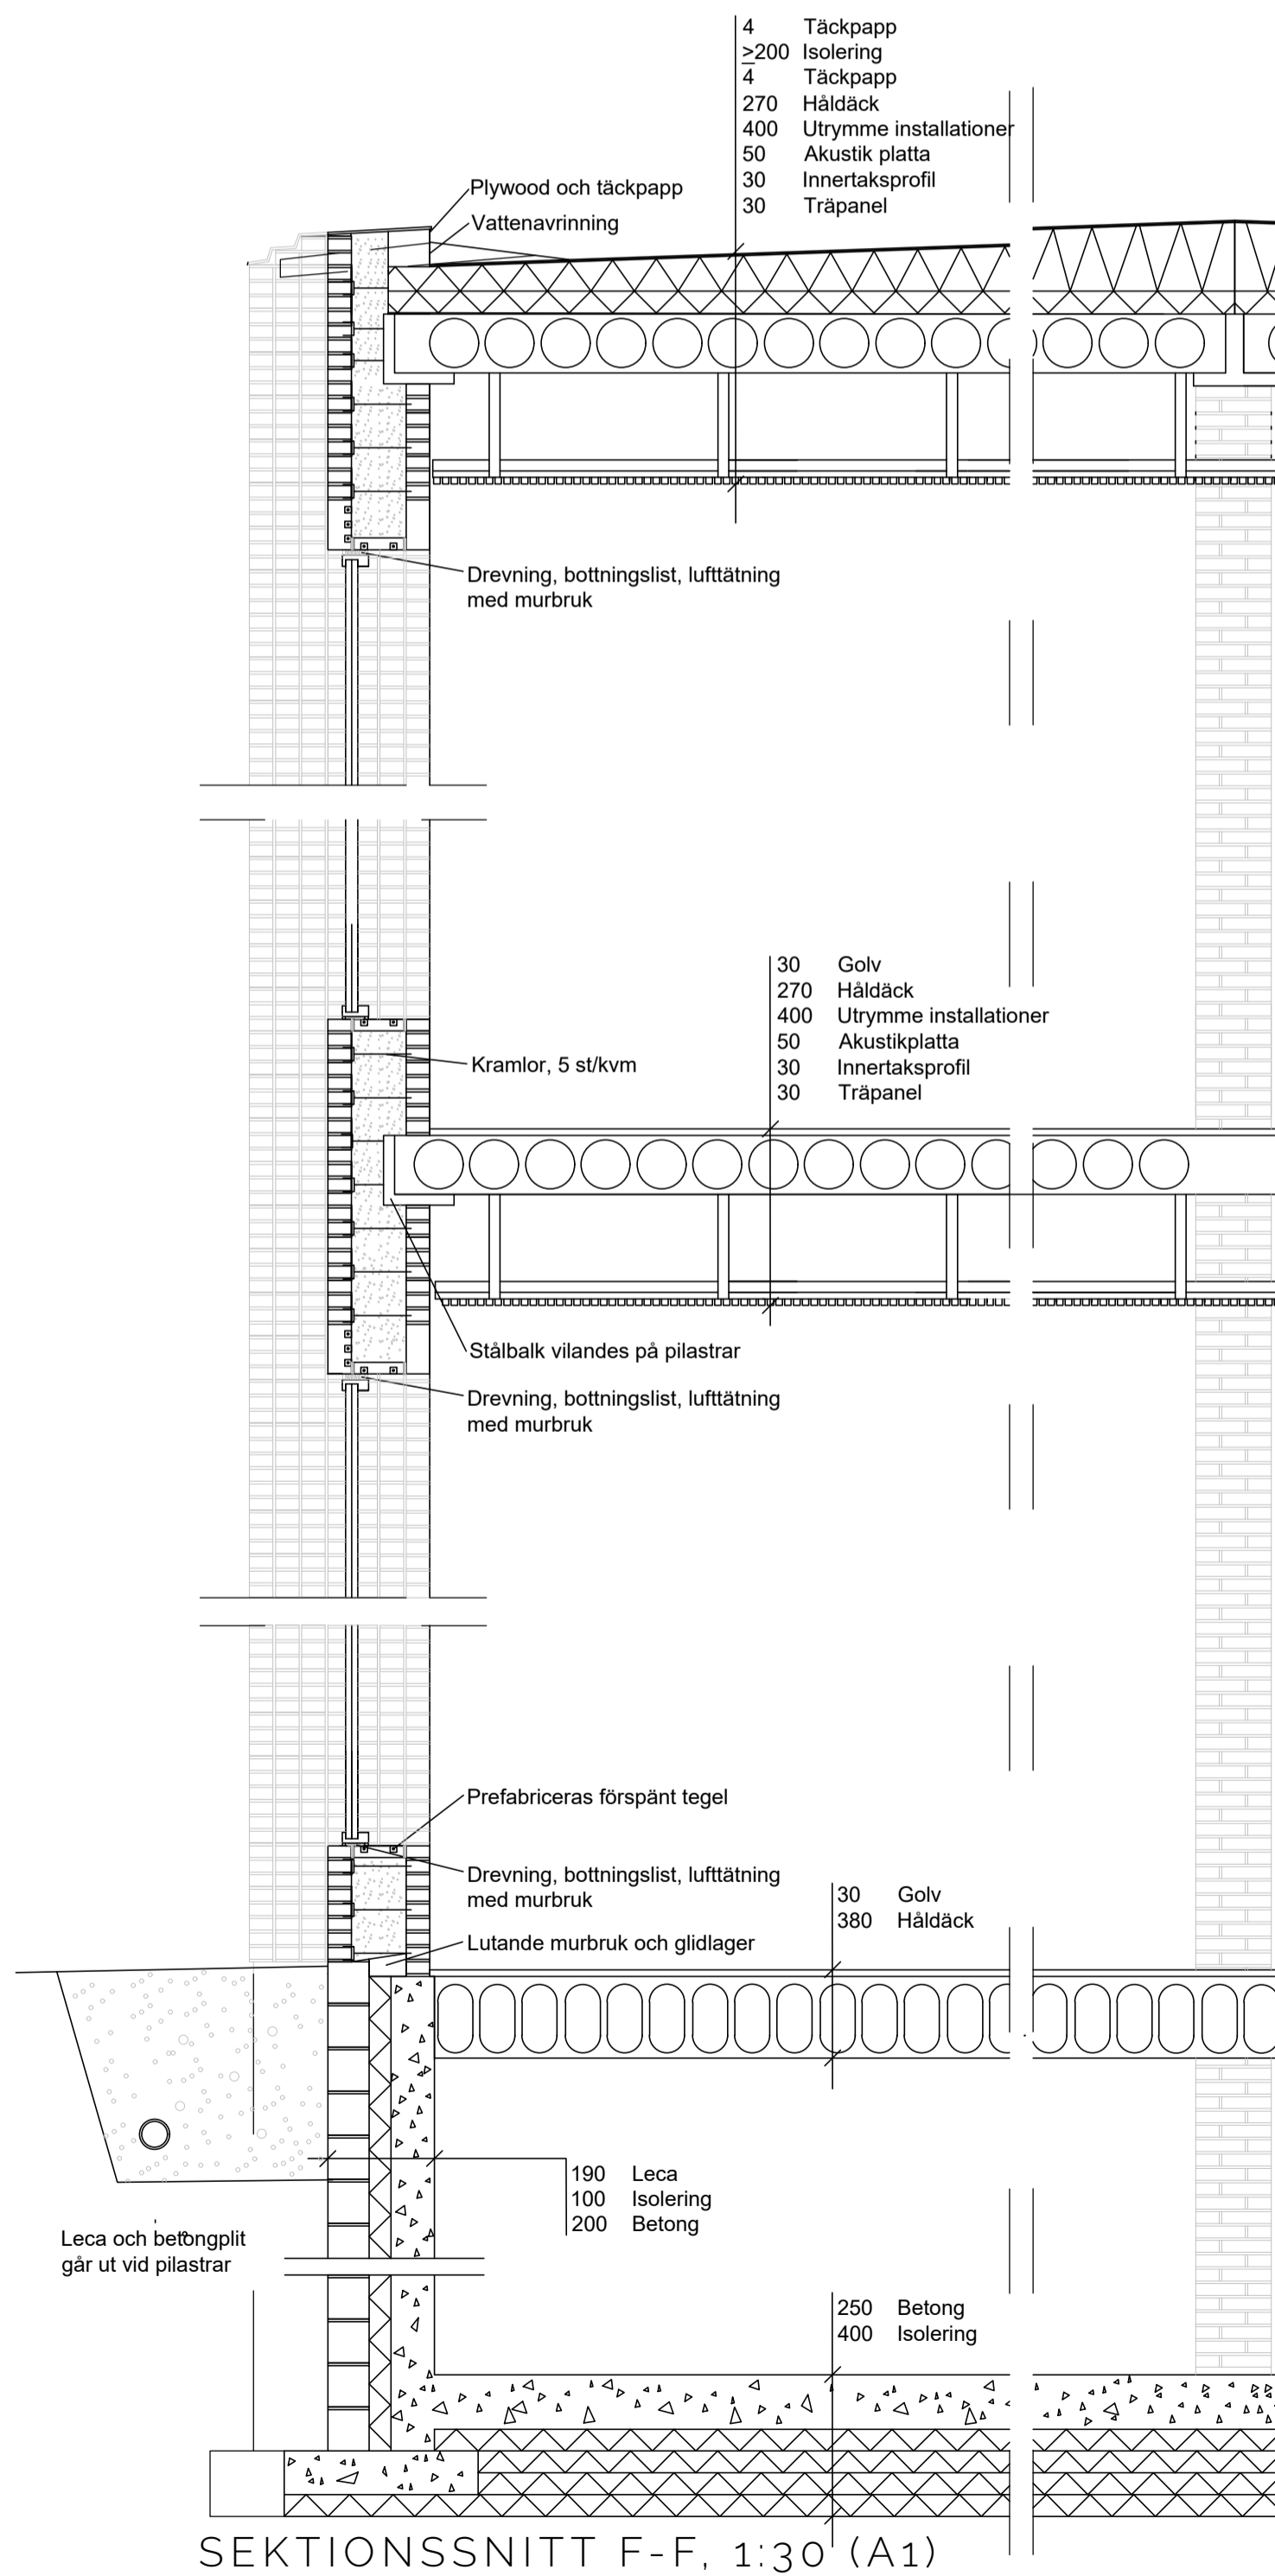 4 Täckpapp
≥200 Isolering
4 Täckpapp
270 Håldäck
400 Utrymme installationer
50 Akustik platta
30 Innertaksprofil
30 Träpanel
Plywood och täckpapp
Vattenavrinning
Drevning, bottningslist, lufttätning
med murbruk
30 Golv
270 Håldäck
400 Utrymme installationer
50 Akustikplatta
30 Innertaksprofil
30 Träpanel
Kramlor, 5 st/kvm
Stålbalk vilandes på pilastrar
Drevning, bottningslist, lufttätning
med murbruk
Prefabriceras förspänt tegel
Drevning, bottningslist, lufttätning
med murbruk
30 Golv
380 Håldäck
Lutande murbruk och glidlager
190 Leca
100 Isolering
200 Betong
Leca och betongplit
går ut vid pilastrar
250 Betong
400 Isolering
SEKTIONSSNITT F-F, 1:30 (A1)